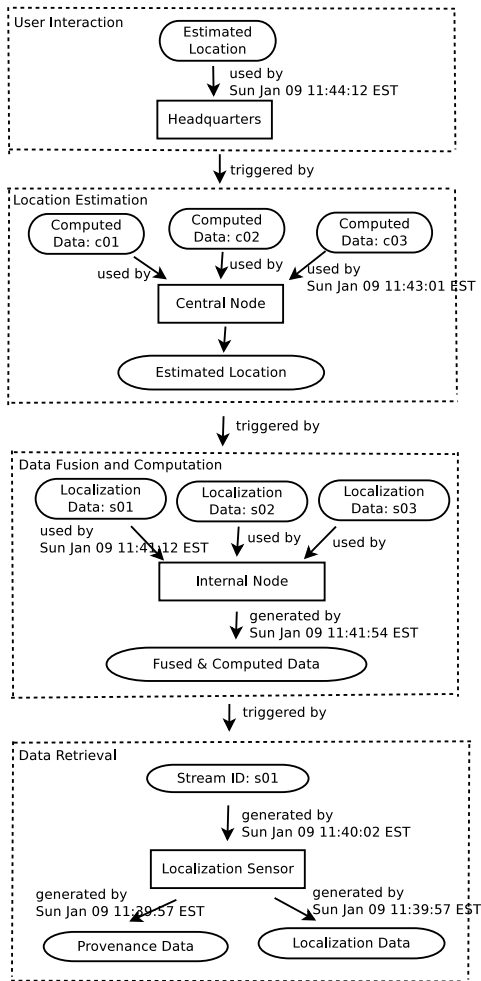 User Interaction
Estimated
Location
used by
Sun Jan 09 11:44:12 EST
Headquarters
triggered by
Location Estimation
Computed
Data: c01
Computed
Data: c02
Computed
Data: c03
used by
used by
used by
Sun Jan 09 11:43:01 EST
Central Node
Estimated Location
triggered by
Data Fusion and Computation
Localization
Data: s01
Localization
Data: s02
Localization
Data: s03
used by
Sun Jan 09 11:41:12 EST
used by
used by
Internal Node
generated by
Sun Jan 09 11:41:54 EST
Fused & Computed Data
triggered by
Data Retrieval
Stream ID: s01
generated by
Sun Jan 09 11:40:02 EST
Localization Sensor
generated by
Sun Jan 09 11:39:57 EST
generated by
Sun Jan 09 11:39:57 EST
Provenance Data
Localization Data